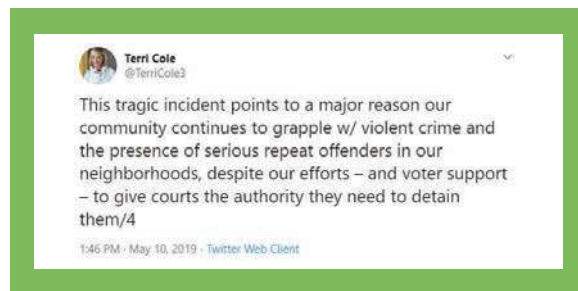 Terri Cole
@TerriCole3
This tragic incident points to a major reason our
community continues to grapple w/ violent crime and
the presence of serious repeat offenders in our
neighborhoods, despite our efforts – and voter support
– to give courts the authority they need to detain
them/4
1:46 PM · May 10, 2019 · Twitter Web Client